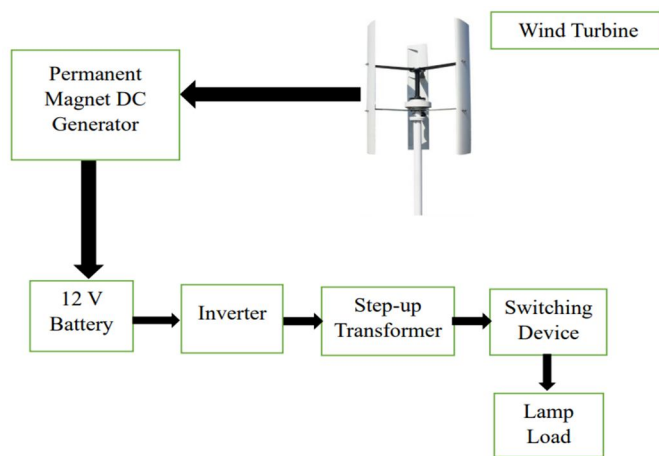 Wind Turbine
Permanent
Magnet DC
Generator
12 V
Battery
Inverter
Step-up
Transformer
Switching
Device
Lamp
Load